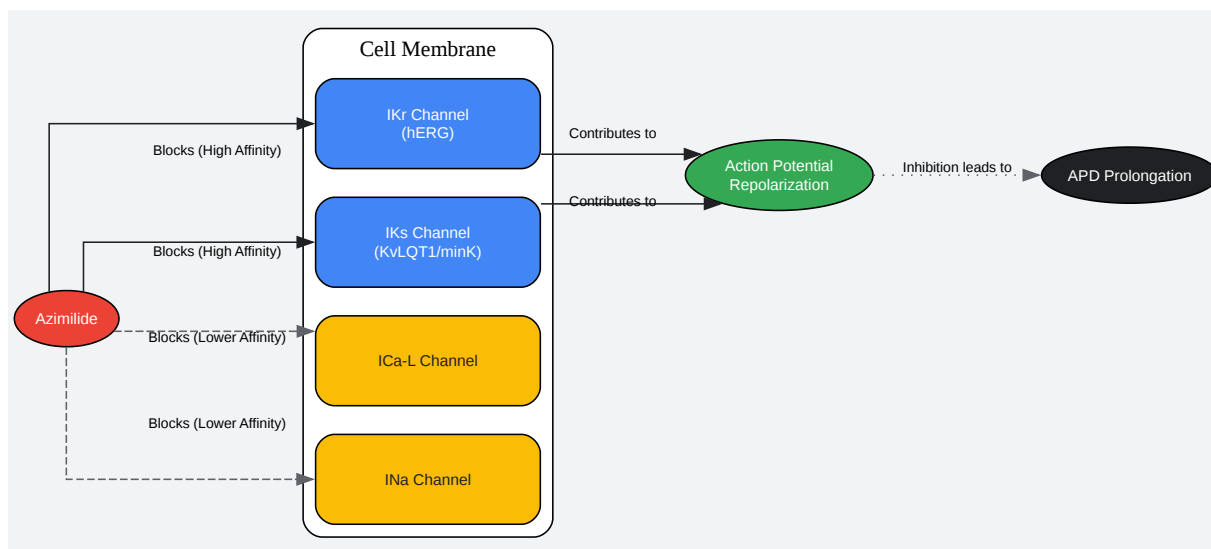 Cell Membrane
IKr Channel
(hERG)
Contributes to
Blocks (High Affinity)
Action Potential
Repolarization
Inhibition leads to
APD Prolongation
Contributes to
IKs Channel
(KvLQT1/minK)
Blocks (High Affinity)
Azimilide
Blocks (Lower Affinity)
ICa-L Channel
Blocks (Lower Affinity)
INa Channel